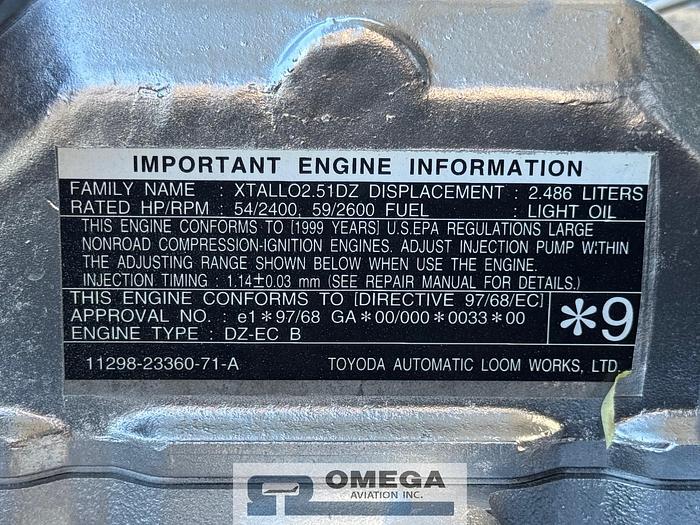 IMPORTANT ENGINE INFORMATION
FAMILY NAME : XTALLO2.51DZ DISPLACEMENT : 2.486 LITERS
RATED HP/RPM : 54/2400, 59/2600 FUEL : LIGHT OIL
THIS ENGINE CONFORMS TO [1999 YEARS] U.S.EPA REGULATIONS LARGE
NONROAD COMPRESSION-IGNITION ENGINES. ADJUST INJECTION PUMP WITHIN
THE ADJUSTING RANGE SHOWN BELOW WHEN USE THE ENGINE.
INJECTION TIMING : 1.14±0.03 mm (SEE REPAIR MANUAL FOR DETAILS.)
THIS ENGINE CONFORMS TO [DIRECTIVE 97/68/EC]
APPROVAL NO. : e1*97/68 GA*00/000*0033*00
ENGINE TYPE : DZ-EC B
*9
11298-23360-71-A TOYODA AUTOMATIC LOOM WORKS, LTD.
OMEGA
AVIATION INC.